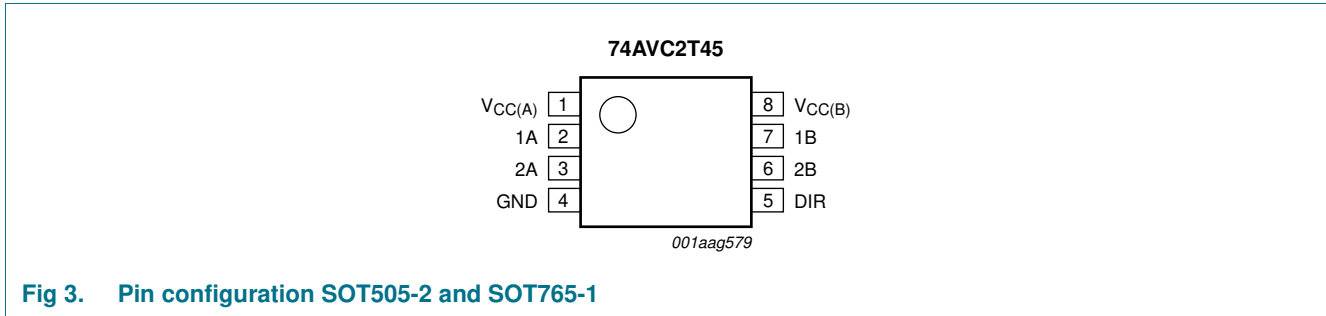 74AVC2T45
VCC(A) 1 8 VCC(B)
1A 2 7 1B
2A 3 6 2B
GND 4 5 DIR
001aag579
Fig 3. Pin configuration SOT505-2 and SOT765-1